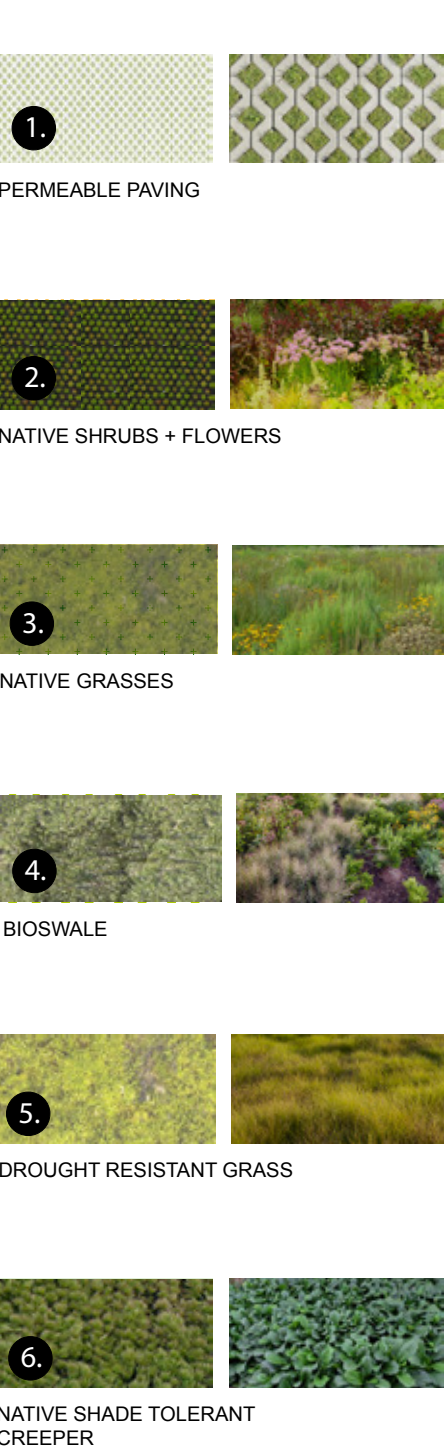 1.
PERMEABLE PAVING
2.
NATIVE SHRUBS + FLOWERS
3.
NATIVE GRASSES
4.
BIOSWALE
5.
DROUGHT RESISTANT GRASS
6.
NATIVE SHADE TOLERANT
CREEPER